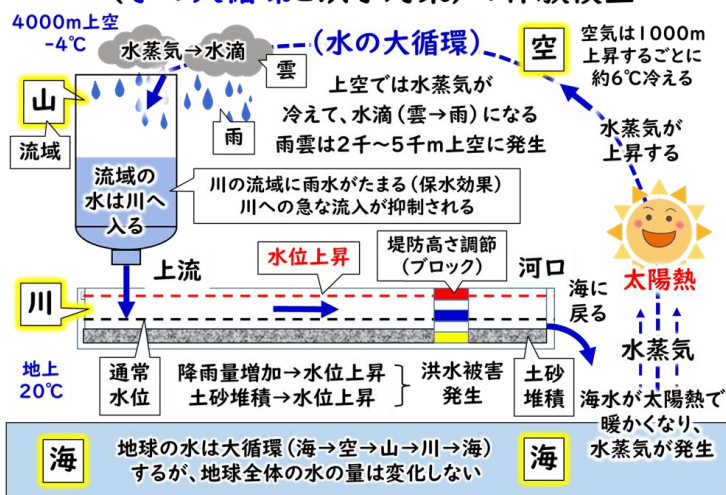 (水の大循環)
4000m上空
-4℃
水蒸気→水滴
雲
雨
空
空気は1000m
上昇するごとに
約6℃冷える
山
流域
上空では水蒸気が
冷えて、水滴(雲→雨)になる
雨雲は2千～5千m上空に発生
水蒸気が
上昇する
流域の
水は川へ
入る
川の流域に雨水がたまる(保水効果)
川への急な流入が抑制される
太陽熱
上流
水位上昇
堤防高さ調節
(ブロック)
河口
海に
戻る
川
水蒸気
地上
20℃
通常
水位
降雨量増加→水位上昇
土砂堆積→水位上昇
洪水被害
発生
土砂
堆積
海水が太陽熱で
暖かくなり、
水蒸気が発生
海
地球の水は大循環(海→空→山→川→海)
するが、地球全体の水の量は変化しない
海